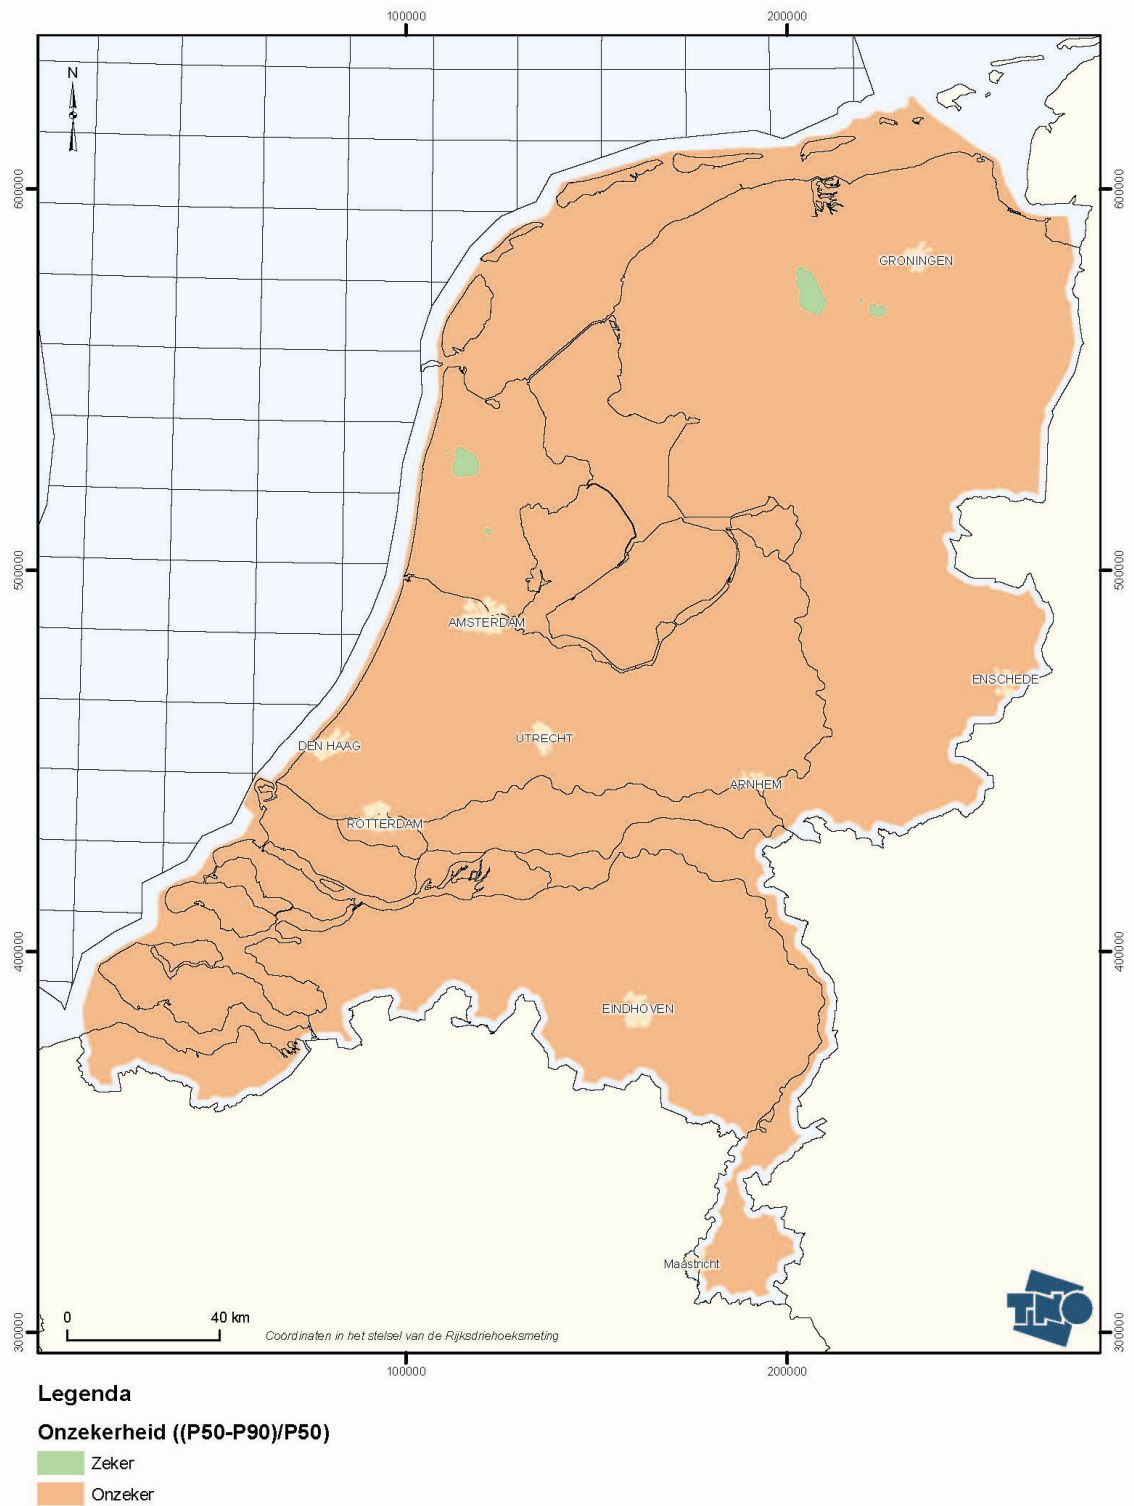 100000
200000
N
600000
600000
GRONINGEN
500000
500000
AMSTERDAM
ENSCHEDE
DEN HAAG
UTRECHT
ARNHEM
ROTTERDAM
400000
400000
EINDHOVEN
Maastricht
TNO
0
40 km
Coördinaten in het stelsel van de Rijksdriehoeksmeting
300000
300000
100000
200000
Legenda
Onzekerheid ((P50-P90)/P50)
Zeker
Onzeker